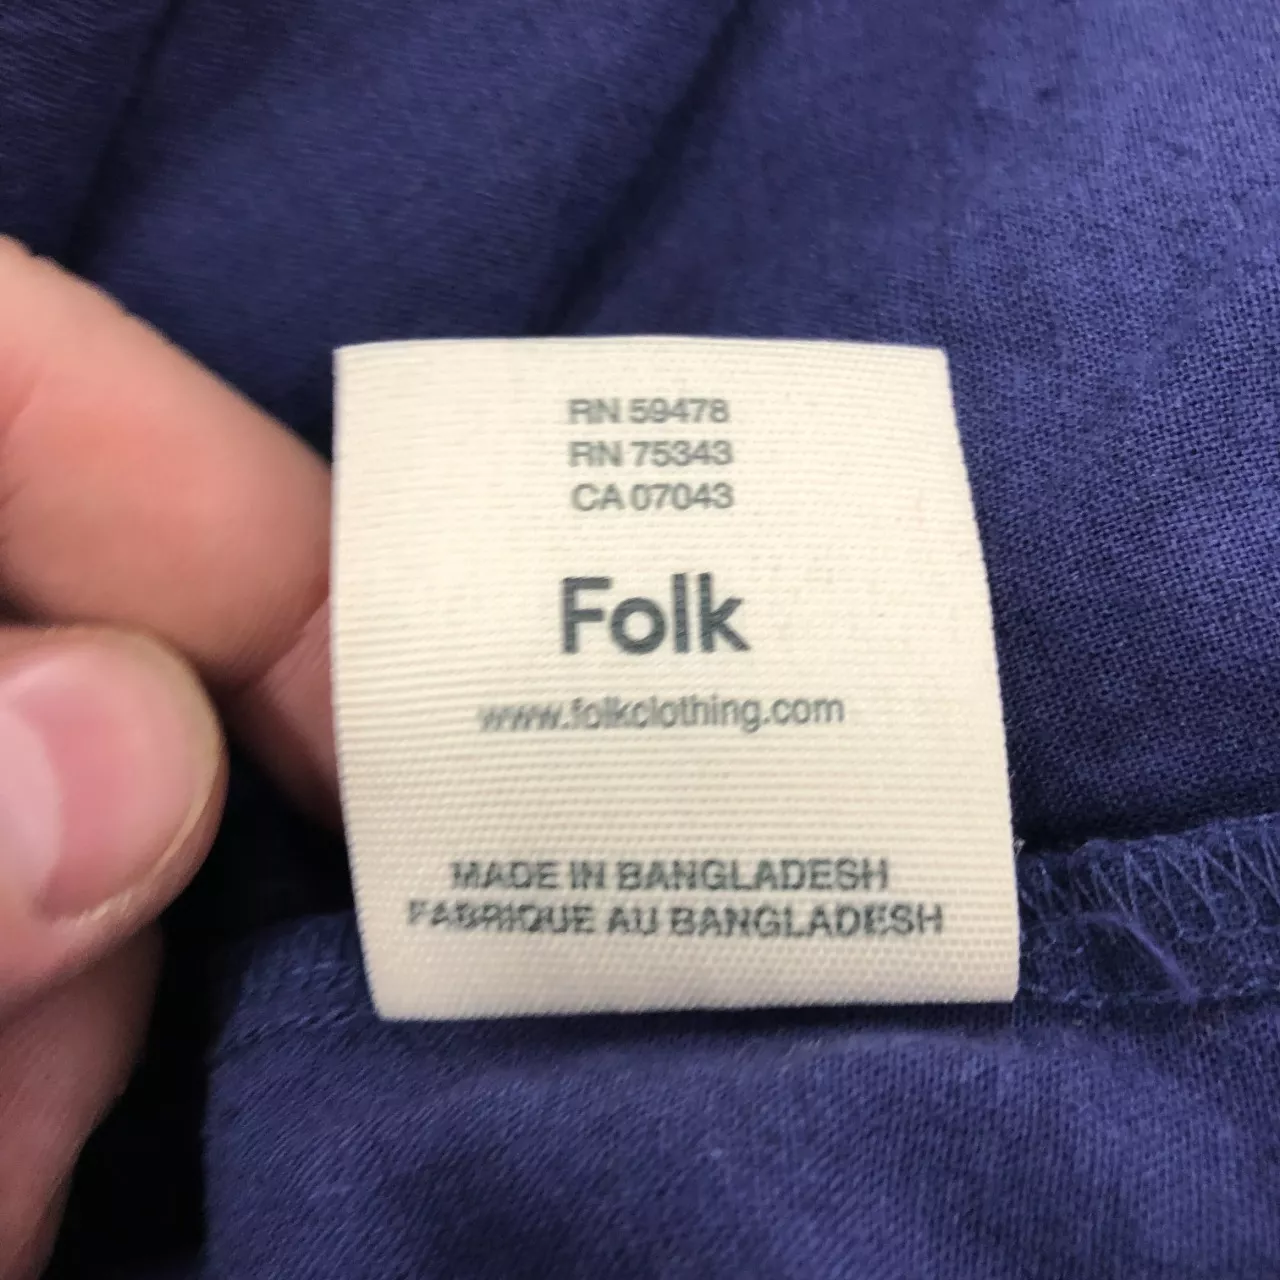 RN 59478
RN 75343
CA 07043
Folk
www.folkclothing.com
MADE IN BANGLADESH
FABRIQUE AU BANGLADESH